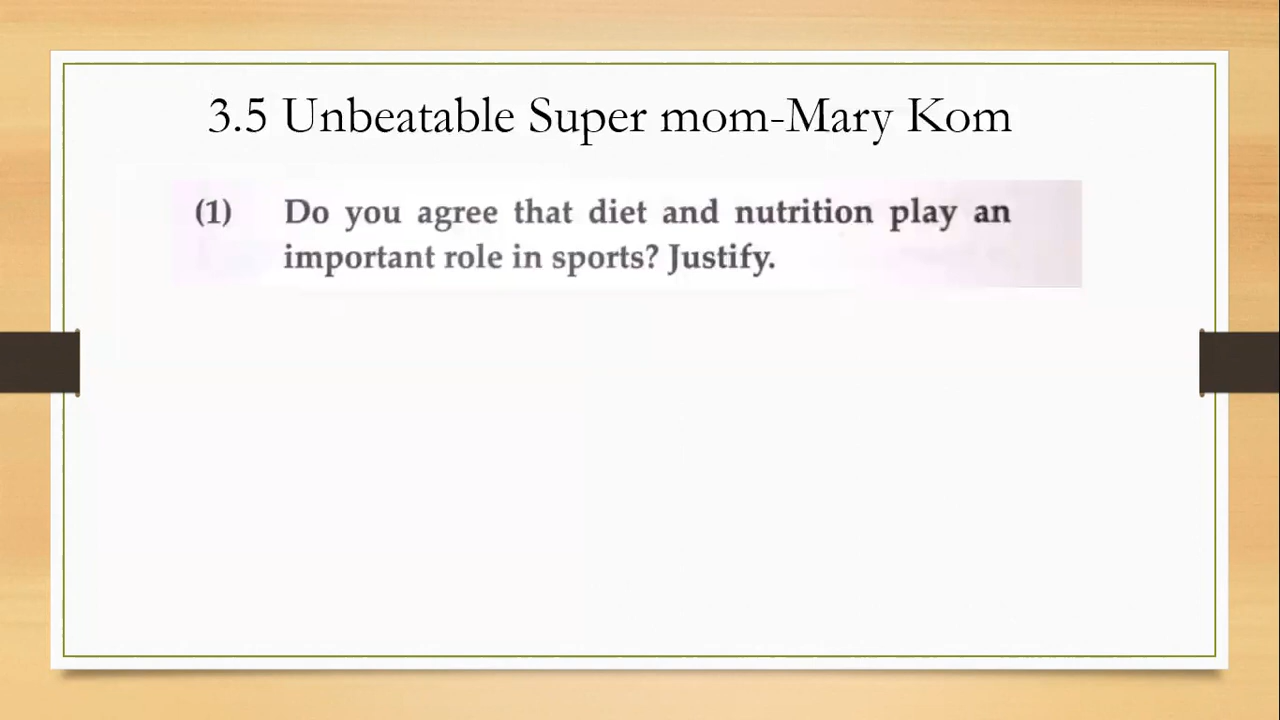 3.5 Unbeatable Super mom-Mary Kom
(1) Do you agree that diet and nutrition play an
important role in sports? Justify.